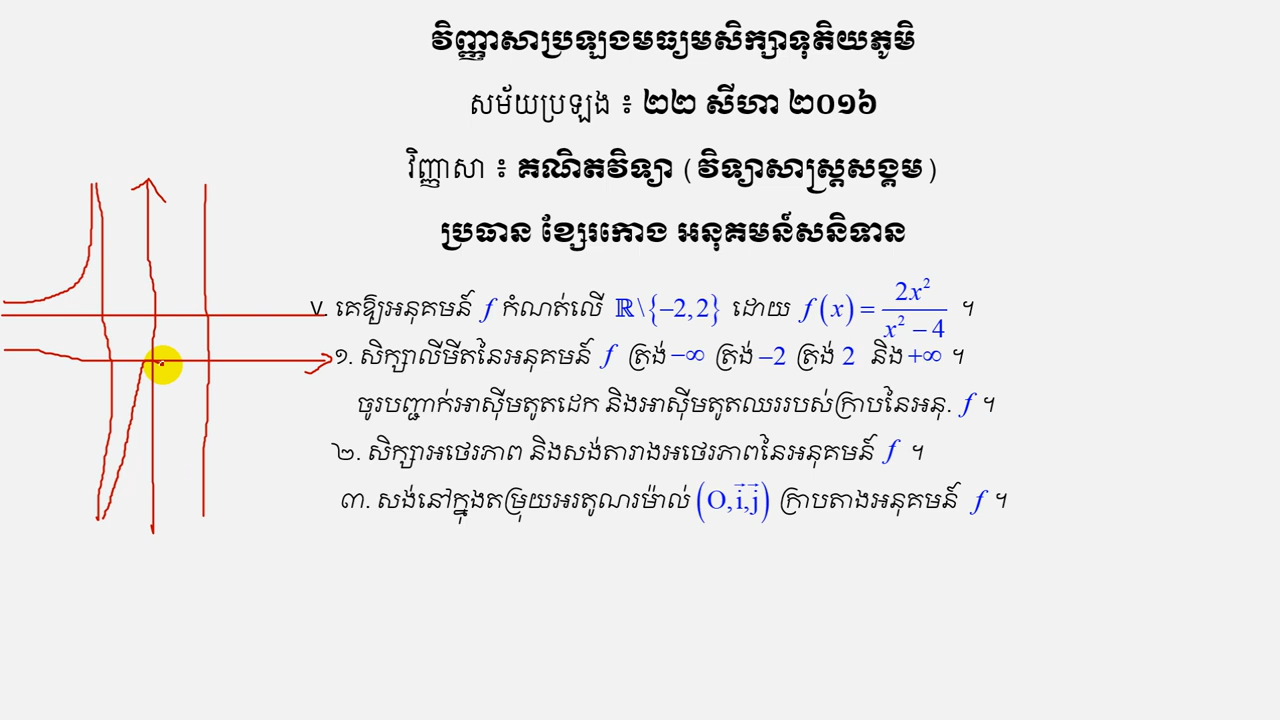 វិញ្ញាសាប្រឡងមធ្យមសិក្សាទុតិយភូមិ
សម័យប្រឡង ៖ ២២ សីហា ២០១៦
វិញ្ញាសា ៖ គណិតវិទ្យា (វិទ្យាសាស្ត្រសង្គម)
ប្រធាន ខ្សែរកោង អនុគមន៍សនិទាន
V. គេឱ្យអនុគមន៍ f កំណត់លើ ℝ\{−2,2} ដោយ f(x) = 2x²/(x² − 4) ។
១. សិក្សាលីមីតនៃអនុគមន៍ f ត្រង់ −∞ ត្រង់ −2 ត្រង់ 2 និង +∞ ។
ចូរបញ្ជាក់អាស៊ីមតូតដេក និងអាស៊ីមតូតឈររបស់ក្រាបនៃអនុ. f ។
២. សិក្សាអថេរភាព និងសង់តារាងអថេរភាពនៃអនុគមន៍ f ។
៣. សង់នៅក្នុងតម្រុយអរតូណរម៉ាល់ (O,i⃗,j⃗) ក្រាបតាងអនុគមន៍ f ។